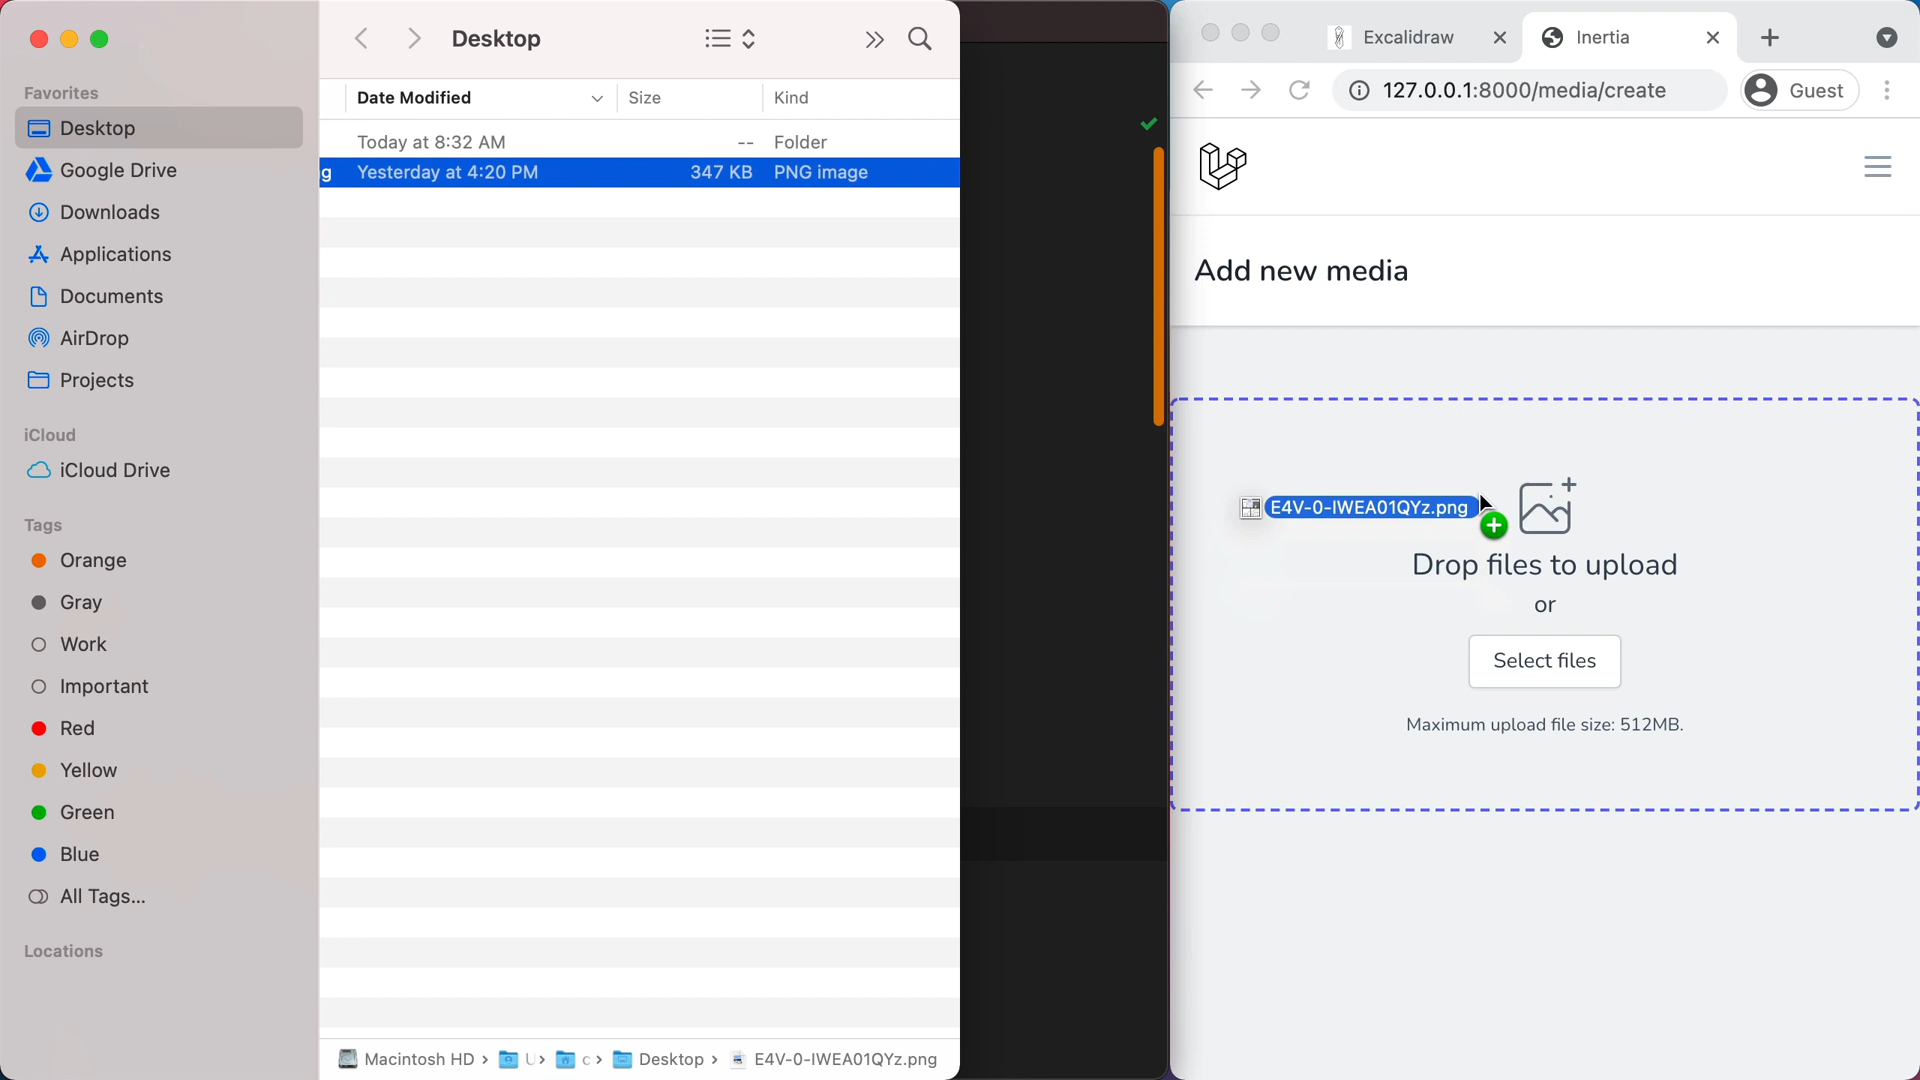 Desktop
Favorites
Desktop
Google Drive
Downloads
Applications
Documents
AirDrop
Projects
iCloud
iCloud Drive
Tags
Orange
Gray
Work
Important
Red
Yellow
Green
Blue
All Tags...
Locations
Date Modified Size Kind
Today at 8:32 AM -- Folder
g Yesterday at 4:20 PM 347 KB PNG image
Macintosh HD › U› c › Desktop › E4V-0-IWEA01QYz.png
Excalidraw
Inertia
127.0.0.1:8000/media/create
Guest
Add new media
E4V-0-IWEA01QYz.png
Drop files to upload
or
Select files
Maximum upload file size: 512MB.